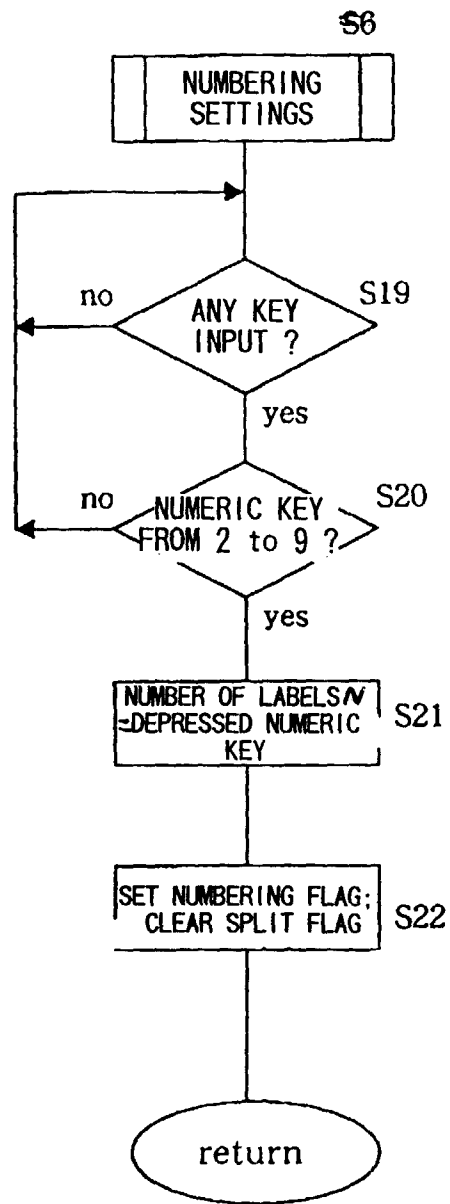 S6
NUMBERING
SETTINGS
no
ANY KEY
INPUT ?
S19
yes
no
NUMERIC KEY
FROM 2 to 9 ?
S20
yes
NUMBER OF LABELS N
=DEPRESSED NUMERIC
KEY
S21
SET NUMBERING FLAG;
CLEAR SPLIT FLAG
S22
return